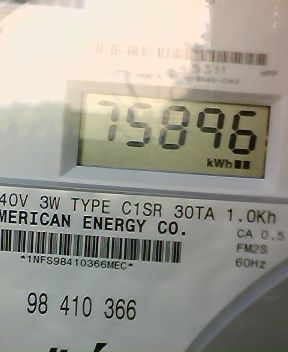 75896
kWh
40V 3W TYPE C1SR 30TA 1.0Kh
MERICAN ENERGY CO.
CA 0.5
FM2S
60Hz
*1NFS98410366MEC*
98 410 366